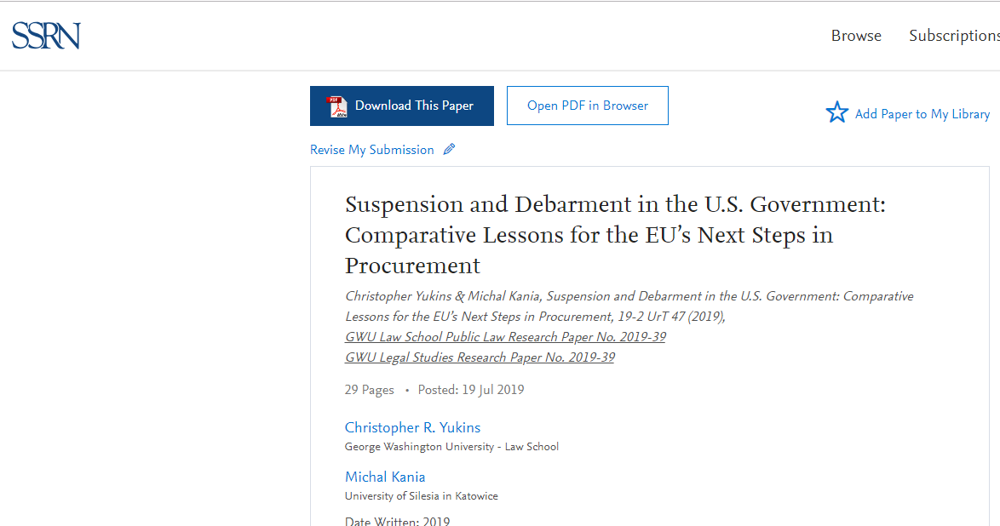 SSRN
Browse
Subscriptions
Download This Paper
Open PDF in Browser
Add Paper to My Library
Revise My Submission
Suspension and Debarment in the U.S. Government:
Comparative Lessons for the EU’s Next Steps in
Procurement
Christopher Yukins & Michal Kania, Suspension and Debarment in the U.S. Government: Comparative
Lessons for the EU’s Next Steps in Procurement, 19-2 UrT 47 (2019),
GWU Law School Public Law Research Paper No. 2019-39
GWU Legal Studies Research Paper No. 2019-39
29 Pages • Posted: 19 Jul 2019
Christopher R. Yukins
George Washington University - Law School
Michal Kania
University of Silesia in Katowice
Date Written: 2019